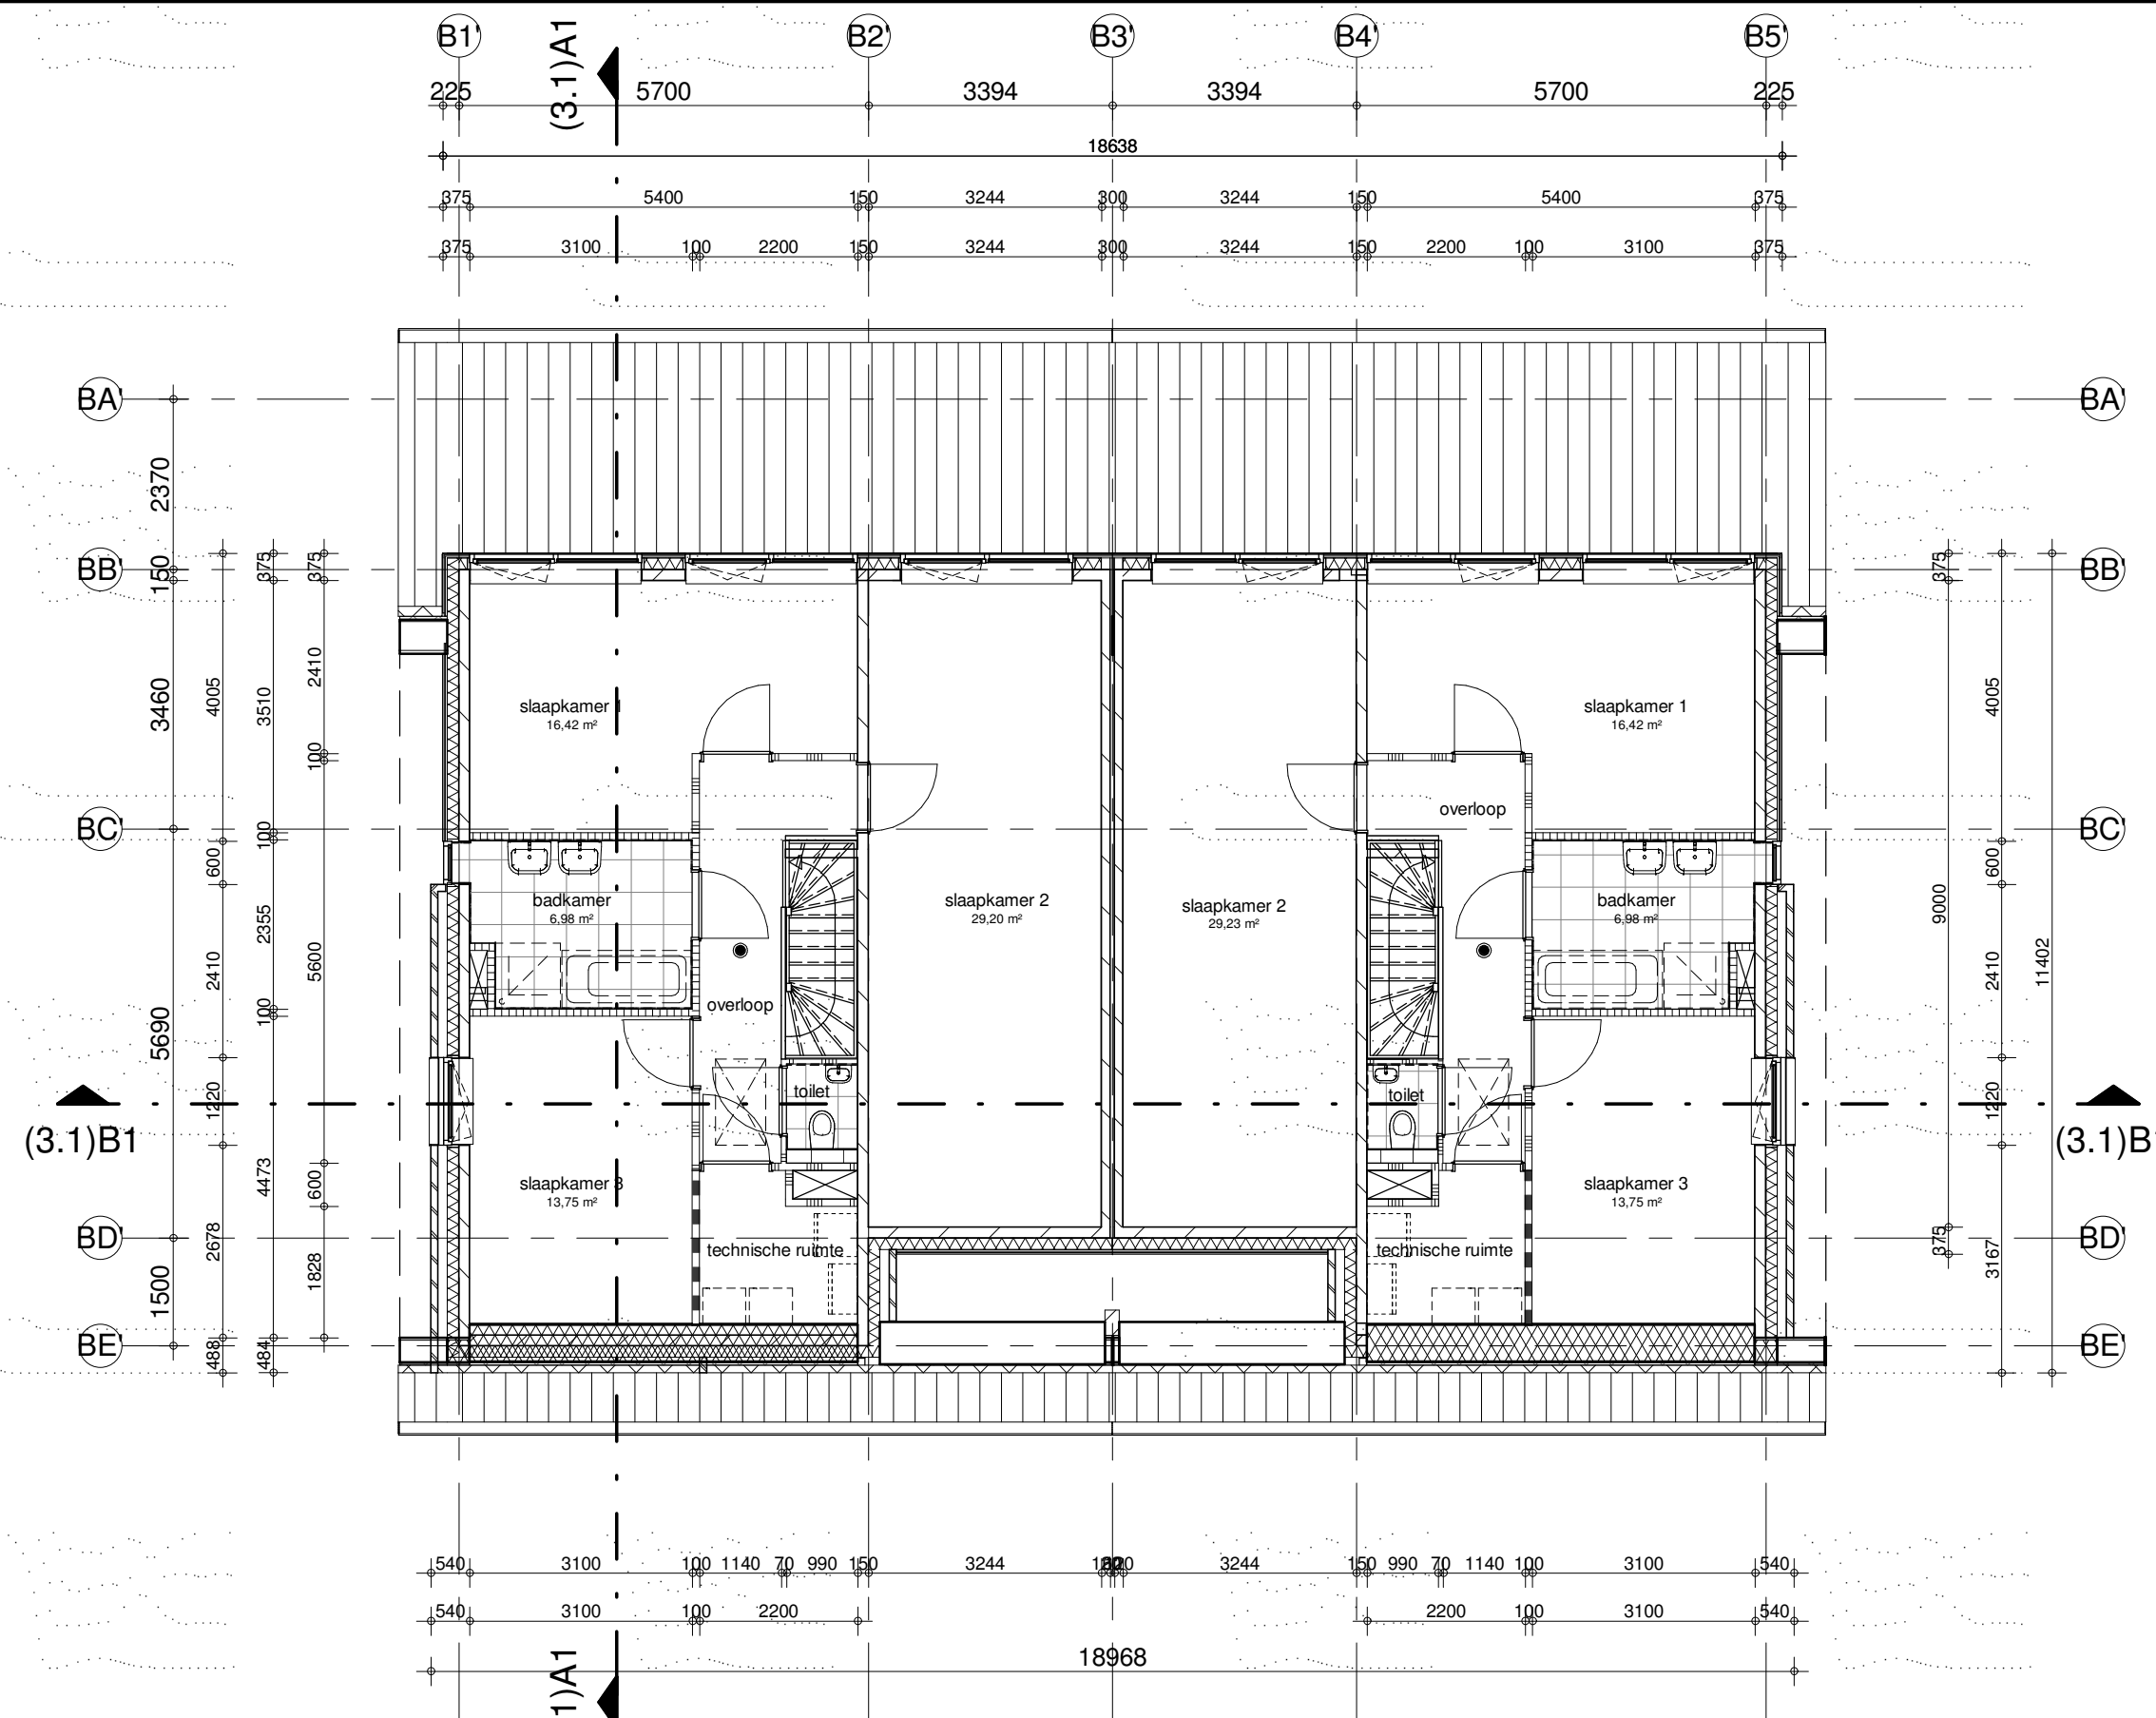 B1' B2' B3' B4' B5'
(3.1)A1
225 5700 3394 3394 5700 225
18638
375 5400 150 3244 300 3244 150 5400 375
375 3100 100 2200 150 3244 300 3244 150 2200 100 3100 375
BA' BA'
2370
BB' BB'
150 375 375 375
3460 4005 3510 2410 4005
slaapkamer 1 slaapkamer 1
16,42 m² 16,42 m²
100
overloop
BC' BC'
600 100 600
badkamer slaapkamer 2 slaapkamer 2 badkamer
6,98 m² 29,20 m² 29,23 m² 6,98 m²
2355 9000
2410 5600 2410 11402
overloop
5690 100
toilet toilet
1220 1220
(3.1)B1 (3.1)B
4473 600
slaapkamer 3 slaapkamer 3
13,75 m² 13,75 m²
BD' BD'
2678 375 3167
technische ruimte technische ruimte
1500 1828
BE' BE'
488 484
540 3100 100 1140 70 990 150 3244 3244 150 990 70 1140 100 3100 540
540 3100 100 2200 2200 100 3100 540
18968
1)A1